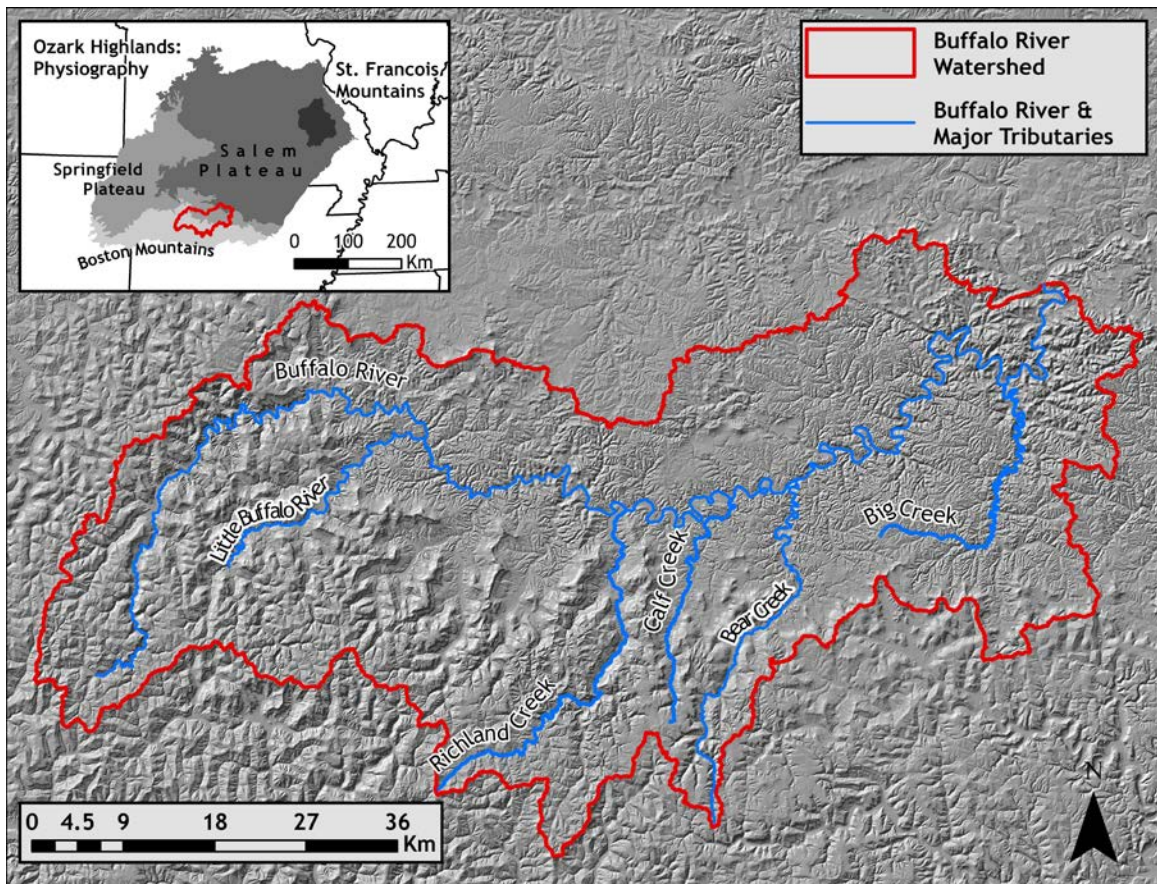 Ozark Highlands:
Physiography
St. Francois
Mountains
Salem
Plateau
Springfield
Plateau
Boston Mountains
0 100 200
Km
Buffalo River
Watershed
Buffalo River &
Major Tributaries
Buffalo River
Little Buffalo River
Big Creek
Calf Creek
Bear Creek
Richland Creek
N
0 4.5 9 18 27 36
Km